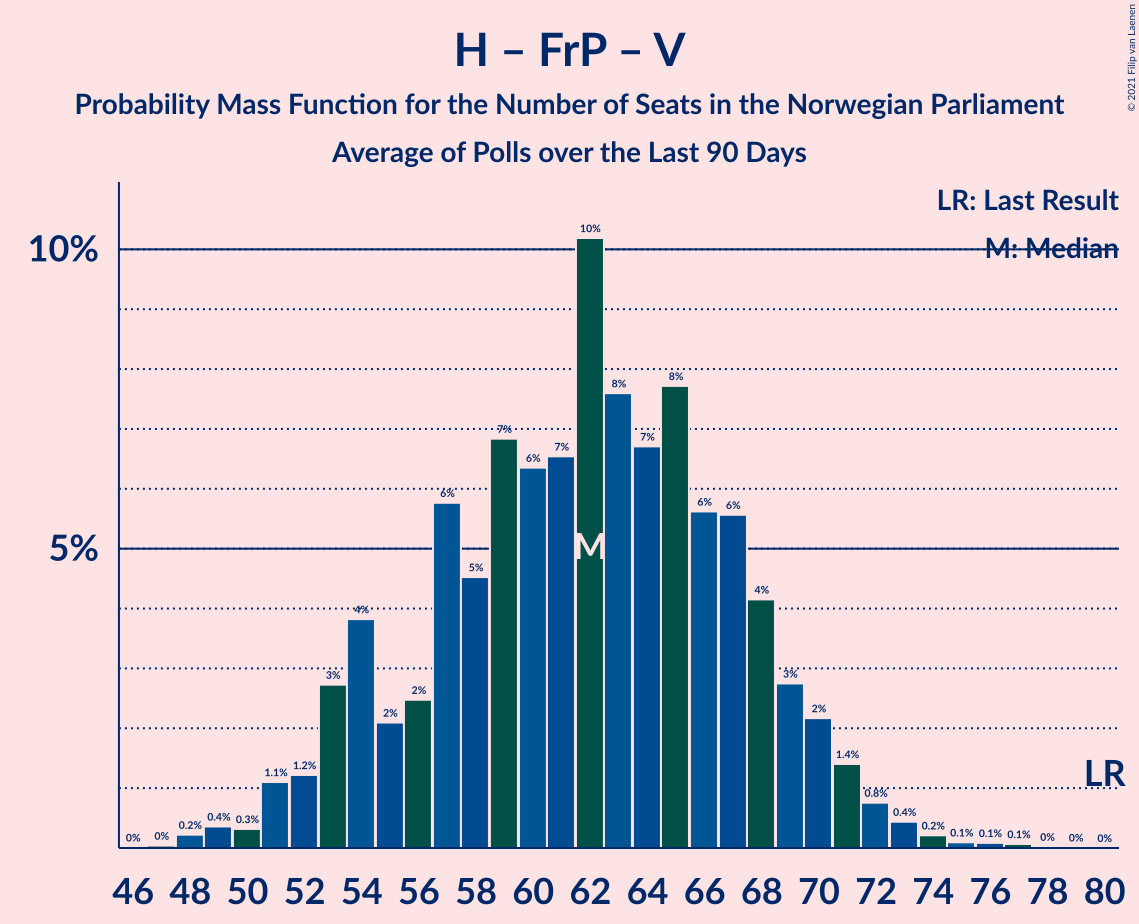 H – FrP – V
Probability Mass Function for the Number of Seats in the Norwegian Parliament
Average of Polls over the Last 90 Days
© 2021 Filip van Laenen
LR: Last Result
M: Median
10%
5%
0% 0% 0.2% 0.4% 0.3% 1.1% 1.2% 3% 4% 2% 2% 6% 5% 7% 6% 7% 10% 8% 7% 8% 6% 6% 4% 3% 2% 1.4% 0.8% 0.4% 0.2% 0.1% 0.1% 0.1% 0% 0% 0%
M
LR
46 48 50 52 54 56 58 60 62 64 66 68 70 72 74 76 78 80